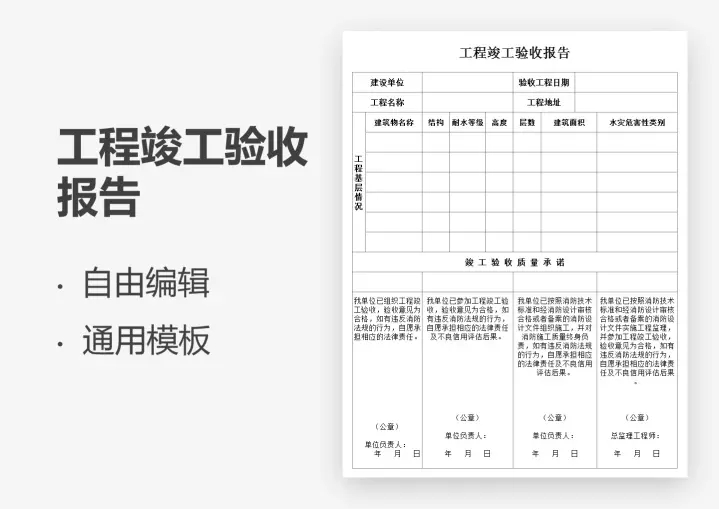 工程竣工验收
报告
· 自由编辑
· 通用模板
工程竣工验收报告
建设单位 验收工程日期
工程名称 工程地址
工程基层情况
建筑物名称 结构 耐水等级 高度 层数 建筑面积 水灾危害性类别
竣 工 验 收 质 量 承 诺
我单位已组织工程竣
工验收，验收意见为
合格，如有违反消防
法规的行为，自愿承
担相应的法律责任。
（公章）
单位负责人：
年 月 日
我单位已参加工程竣工验
收，验收意见为合格，如
有违反消防法规的行为，
自愿承担相应的法律责任
及不良信用评估后果。
（公章）
单位负责人：
年 月 日
我单位已按照消防技术
标准和经消防设计审核
合格或者备案的消防设
计文件组织施工，并对
消防施工质量终身负
责，如有违反消防法规
的行为，自愿承担相应
的法律责任及不良信用
评估后果。
（公章）
单位负责人：
年 月 日
我单位已按照消防技术
标准和经消防设计审核
合格或者备案的消防设
计文件实施工程监理，
并参加工程竣工验收，
验收意见为合格，如有
违反消防法规的行为，
自愿承担相应的法律责
任及不良信用评估后果
。
（公章）
总监理工程师：
年 月 日